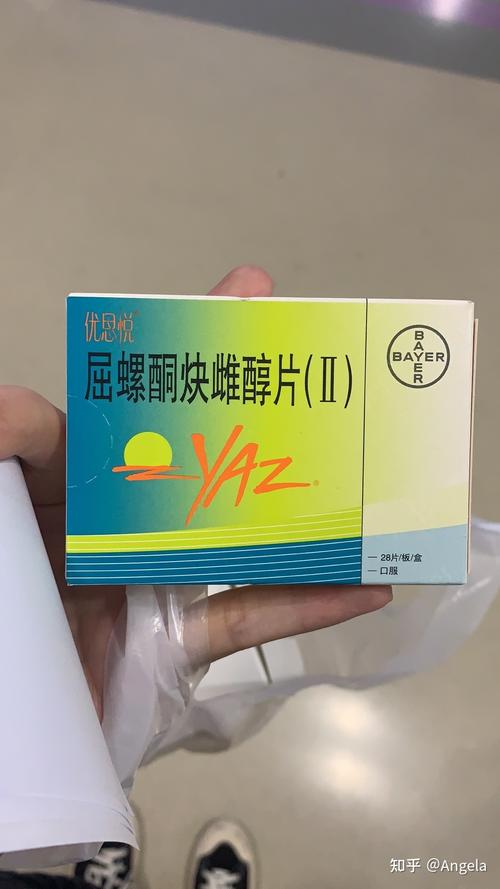 优思悦®
屈螺酮炔雌醇片(Ⅱ)
YAZ®
BAYER
BAYER
28片/板/盒
口服
知乎 @Angela